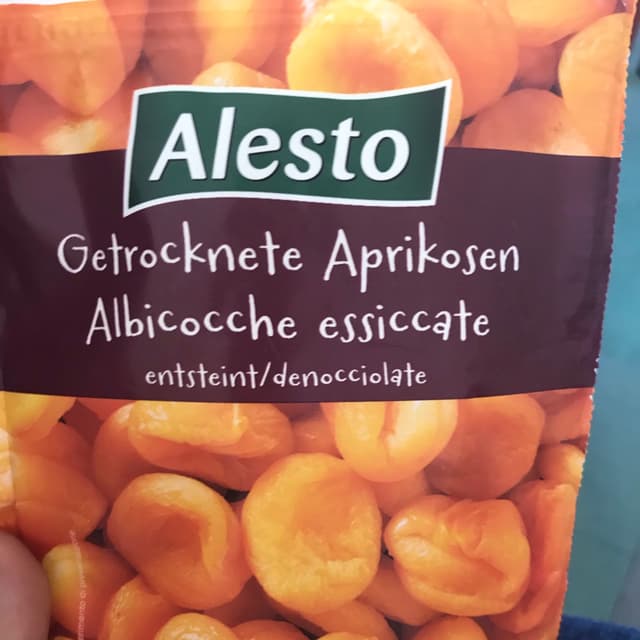 Alesto
Getrocknete Aprikosen
Albicocche essiccate
entsteint/denocciolate